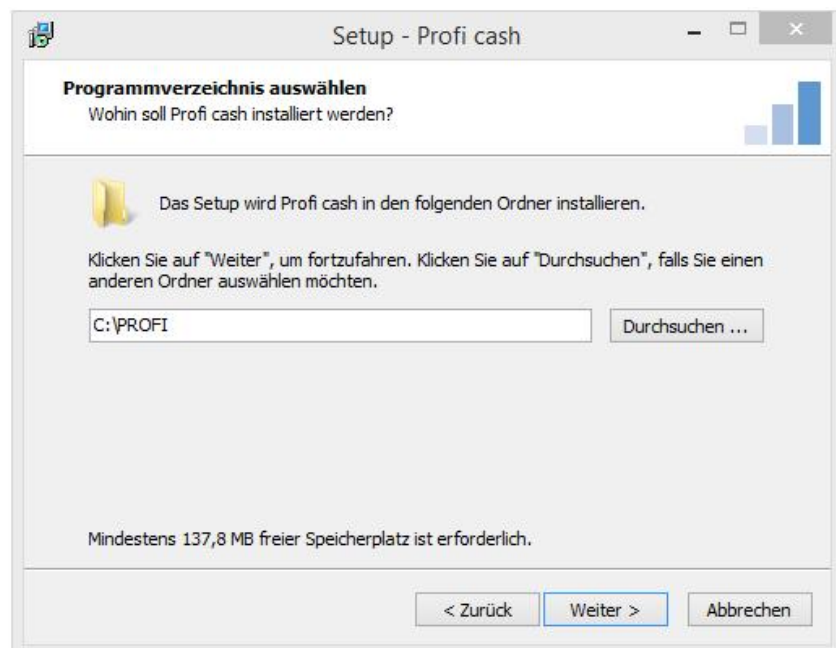 Setup - Profi cash
Programmverzeichnis auswählen
Wohin soll Profi cash installiert werden?
Das Setup wird Profi cash in den folgenden Ordner installieren.
Klicken Sie auf "Weiter", um fortzufahren. Klicken Sie auf "Durchsuchen", falls Sie einen
anderen Ordner auswählen möchten.
C:\PROFI
Durchsuchen ...
Mindestens 137,8 MB freier Speicherplatz ist erforderlich.
< Zurück
Weiter >
Abbrechen